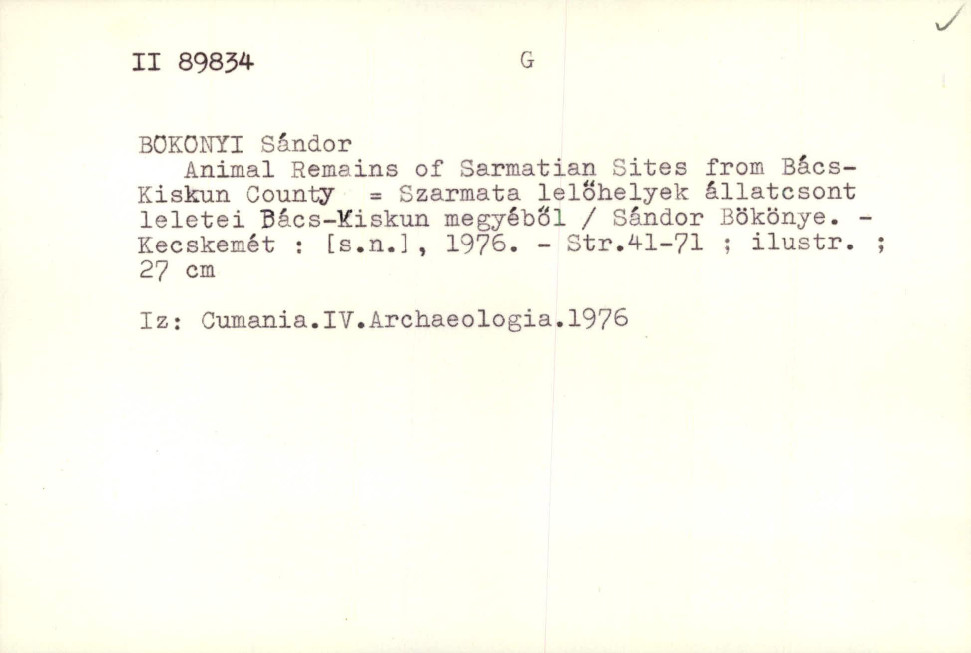 II 89834 G
BÖKÖNYI Sándor
Animal Remains of Sarmatian Sites from Bács-
Kiskun County = Szarmata lelőhelyek állatcsont
leletei Bács-Kiskun megyéből / Sándor Bökönye. -
Kecskemét : [s.n.], 1976. - Str.41-71 ; ilustr. ;
27 cm
Iz: Cumania.IV.Archaeologia.1976